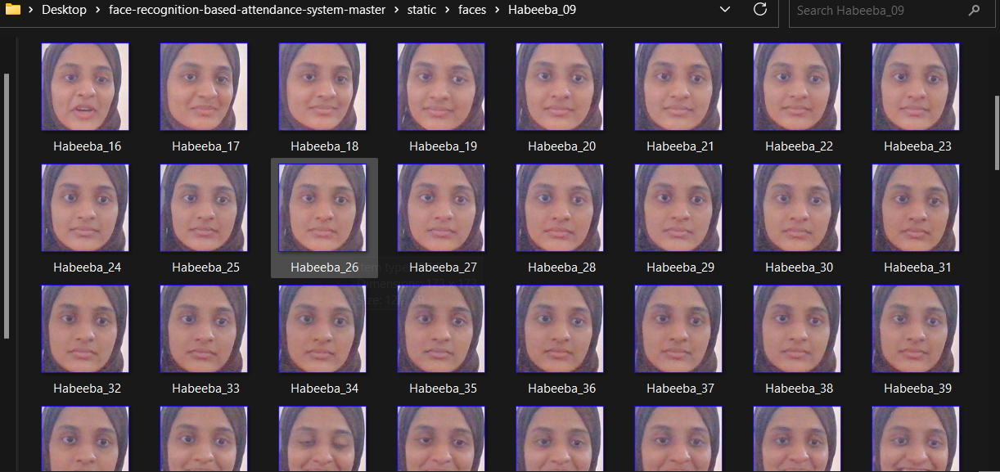 Desktop › face-recognition-based-attendance-system-master › static › faces › Habeeba_09
Search Habeeba_09
Habeeba_16 Habeeba_17 Habeeba_18 Habeeba_19 Habeeba_20 Habeeba_21 Habeeba_22 Habeeba_23
Habeeba_24 Habeeba_25 Habeeba_26 Habeeba_27 Habeeba_28 Habeeba_29 Habeeba_30 Habeeba_31
Item type
Dimensions: 173 x 173
Size: 12
Habeeba_32 Habeeba_33 Habeeba_34 Habeeba_35 Habeeba_36 Habeeba_37 Habeeba_38 Habeeba_39